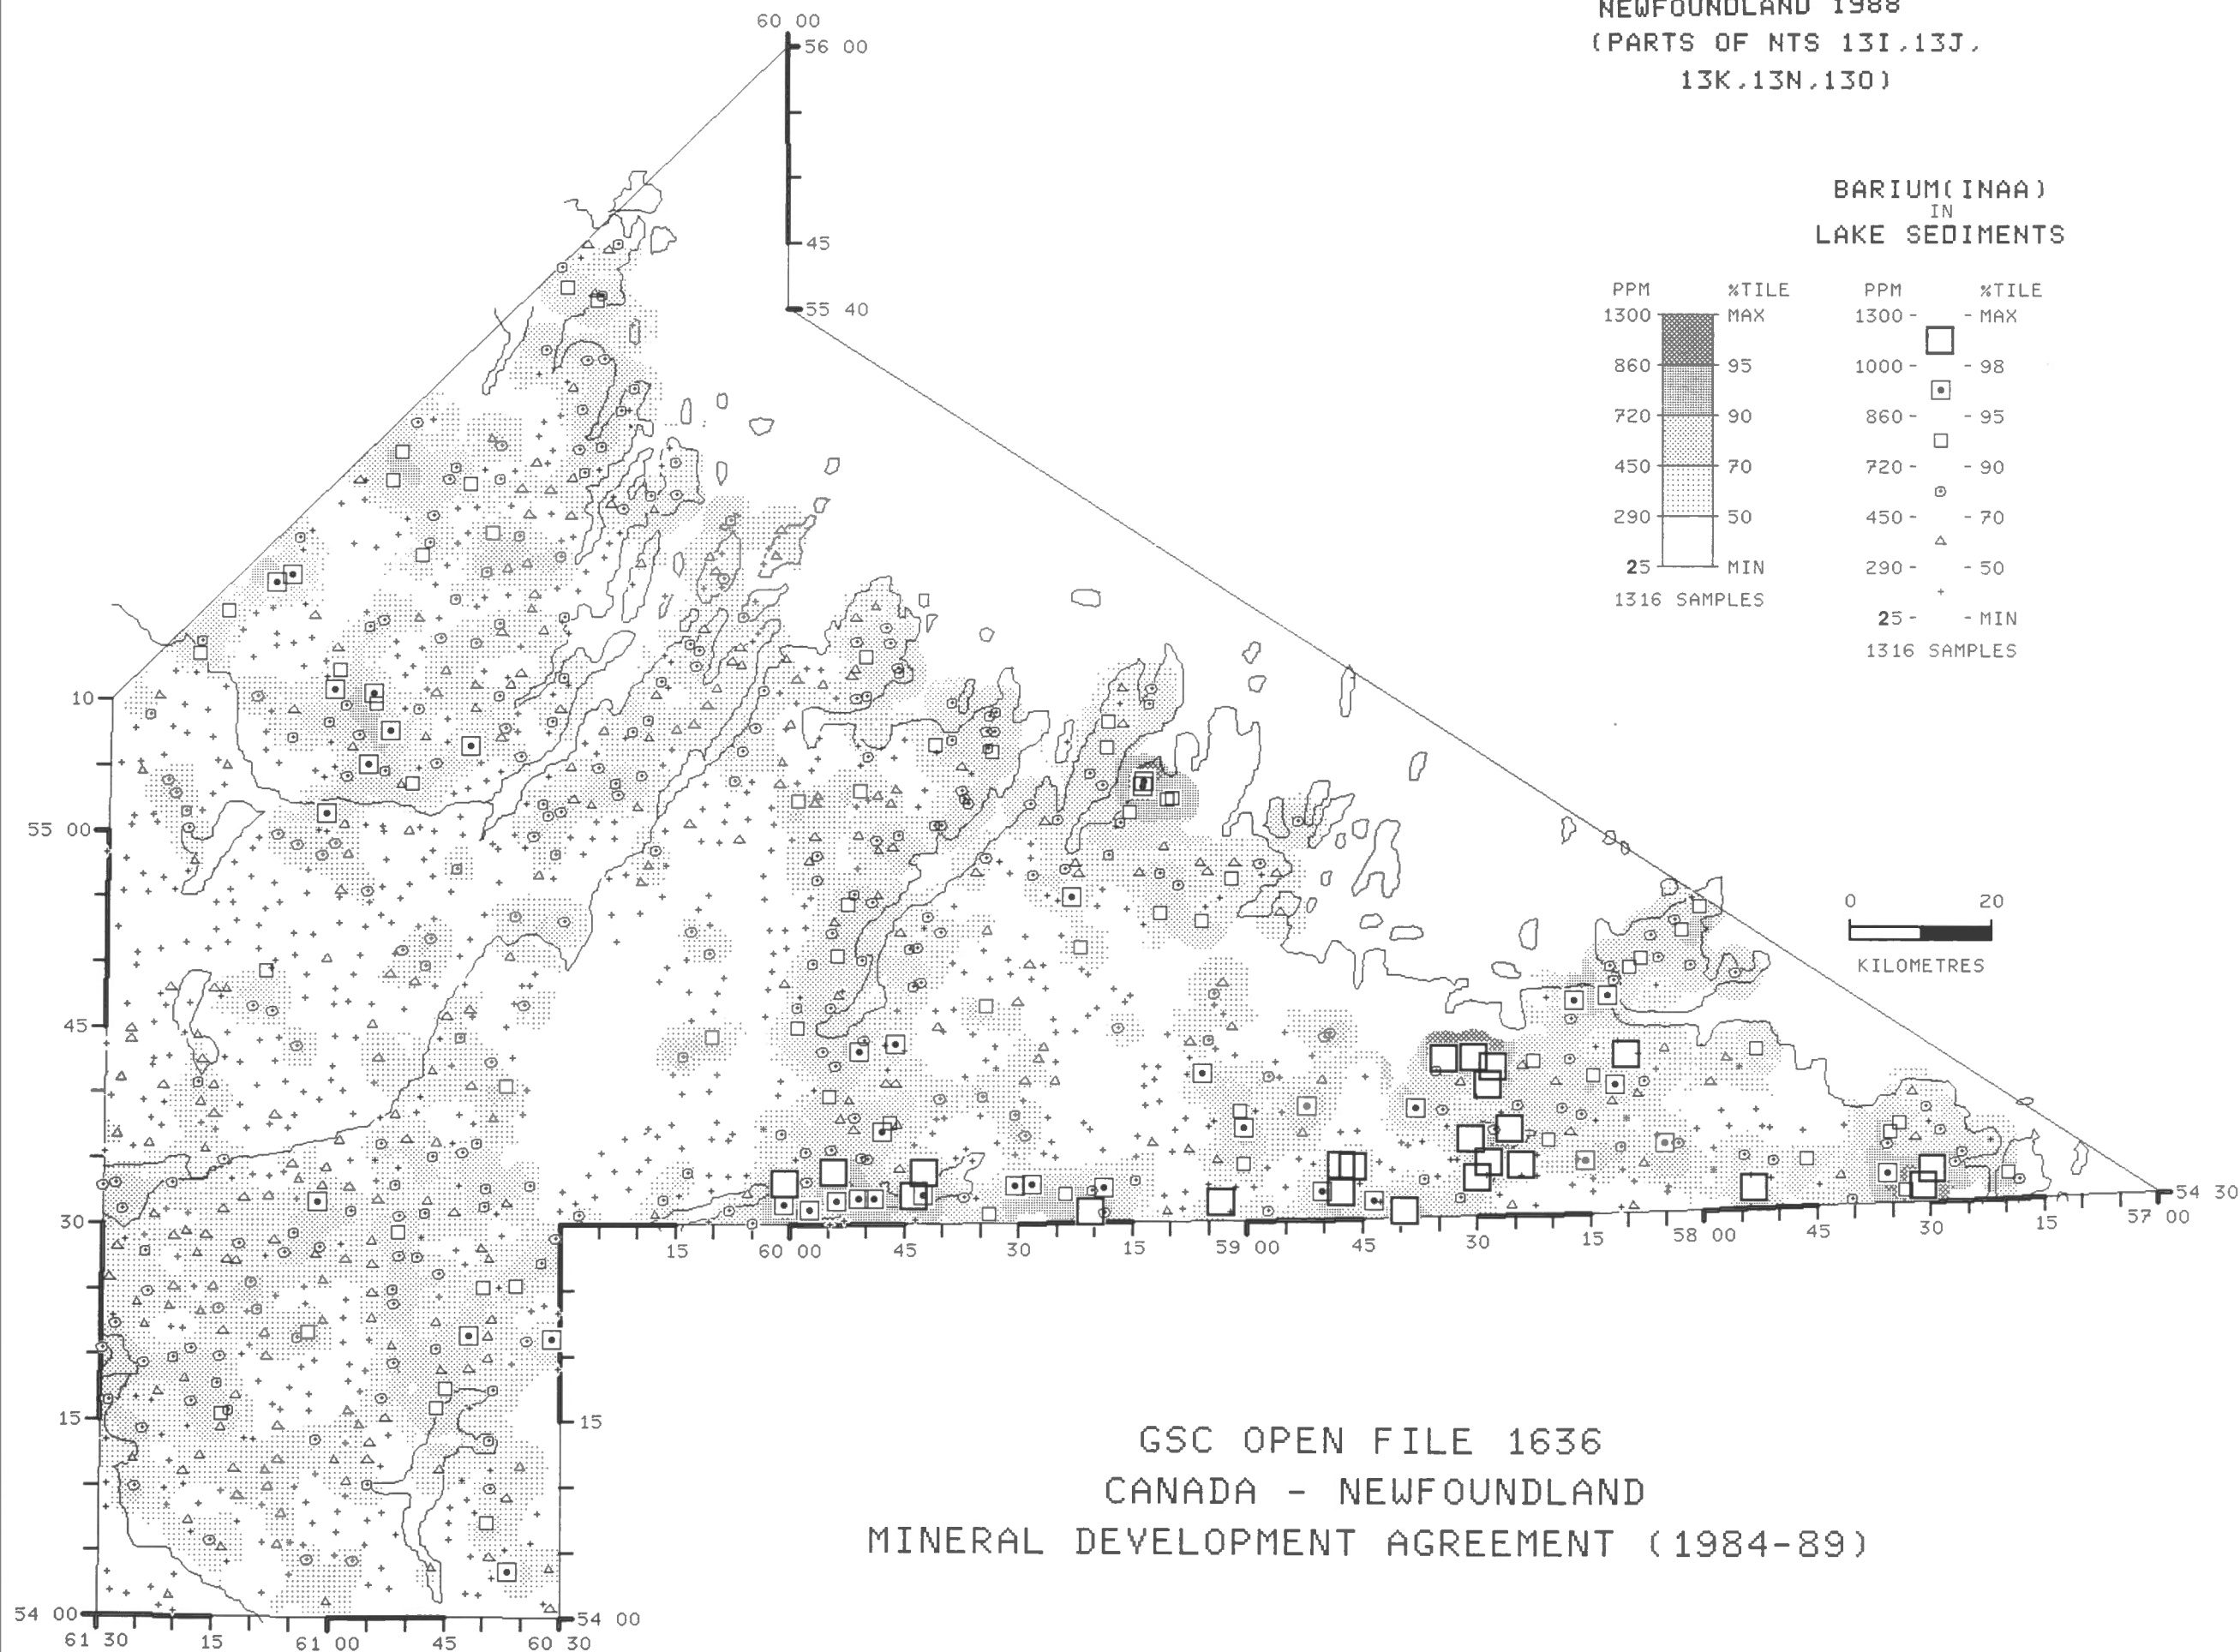 NEWFOUNDLAND 1988
(PARTS OF NTS 13I,13J,
13K,13N,13O)
60 00
56 00
45
55 40
BARIUM(INAA)
IN
LAKE SEDIMENTS
PPM %TILE PPM %TILE
1300 MAX 1300 - - MAX
860 95 1000 - - 98
720 90 860 - - 95
450 70 720 - - 90
290 50 450 - - 70
25 MIN 290 - - 50
1316 SAMPLES 25 - - MIN
1316 SAMPLES
10
55 00
0 20
KILOMETRES
45
30
54 30
15 60 00 45 30 15 59 00 45 30 15 58 00 45 30 15 57 00
15 15
GSC OPEN FILE 1636
CANADA - NEWFOUNDLAND
MINERAL DEVELOPMENT AGREEMENT (1984-89)
54 00 54 00
61 30 15 61 00 45 60 30